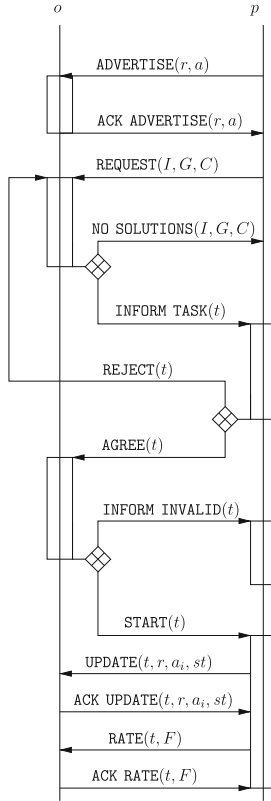 o p
ADVERTISE(r, a)
ACK ADVERTISE(r, a)
REQUEST(I, G, C)
NO SOLUTIONS(I, G, C)
INFORM TASK(t)
REJECT(t)
AGREE(t)
INFORM INVALID(t)
START(t)
UPDATE(t, r, a_i, st)
ACK UPDATE(t, r, a_i, st)
RATE(t, F)
ACK RATE(t, F)